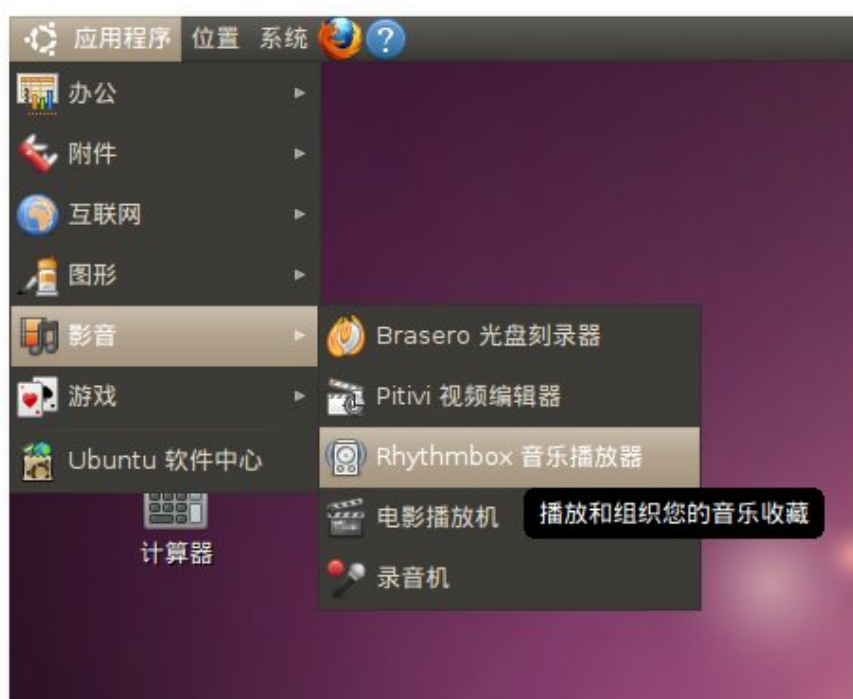 应用程序 位置 系统
办公
附件
互联网
图形
影音
游戏
Ubuntu 软件中心
Brasero 光盘刻录器
Pitivi 视频编辑器
Rhythmbox 音乐播放器
电影播放机
播放和组织您的音乐收藏
录音机
计算器